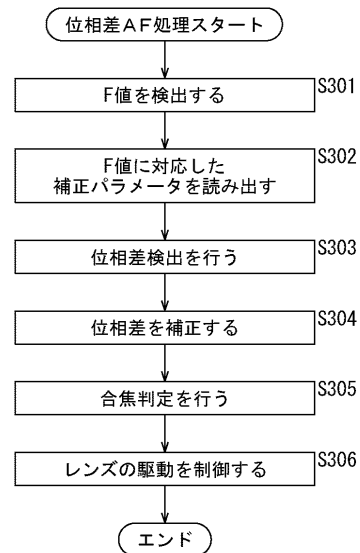 位相差AF処理スタート
S301
F値を検出する
S302
F値に対応した
補正パラメータを読み出す
S303
位相差検出を行う
S304
位相差を補正する
S305
合焦判定を行う
S306
レンズの駆動を制御する
エンド